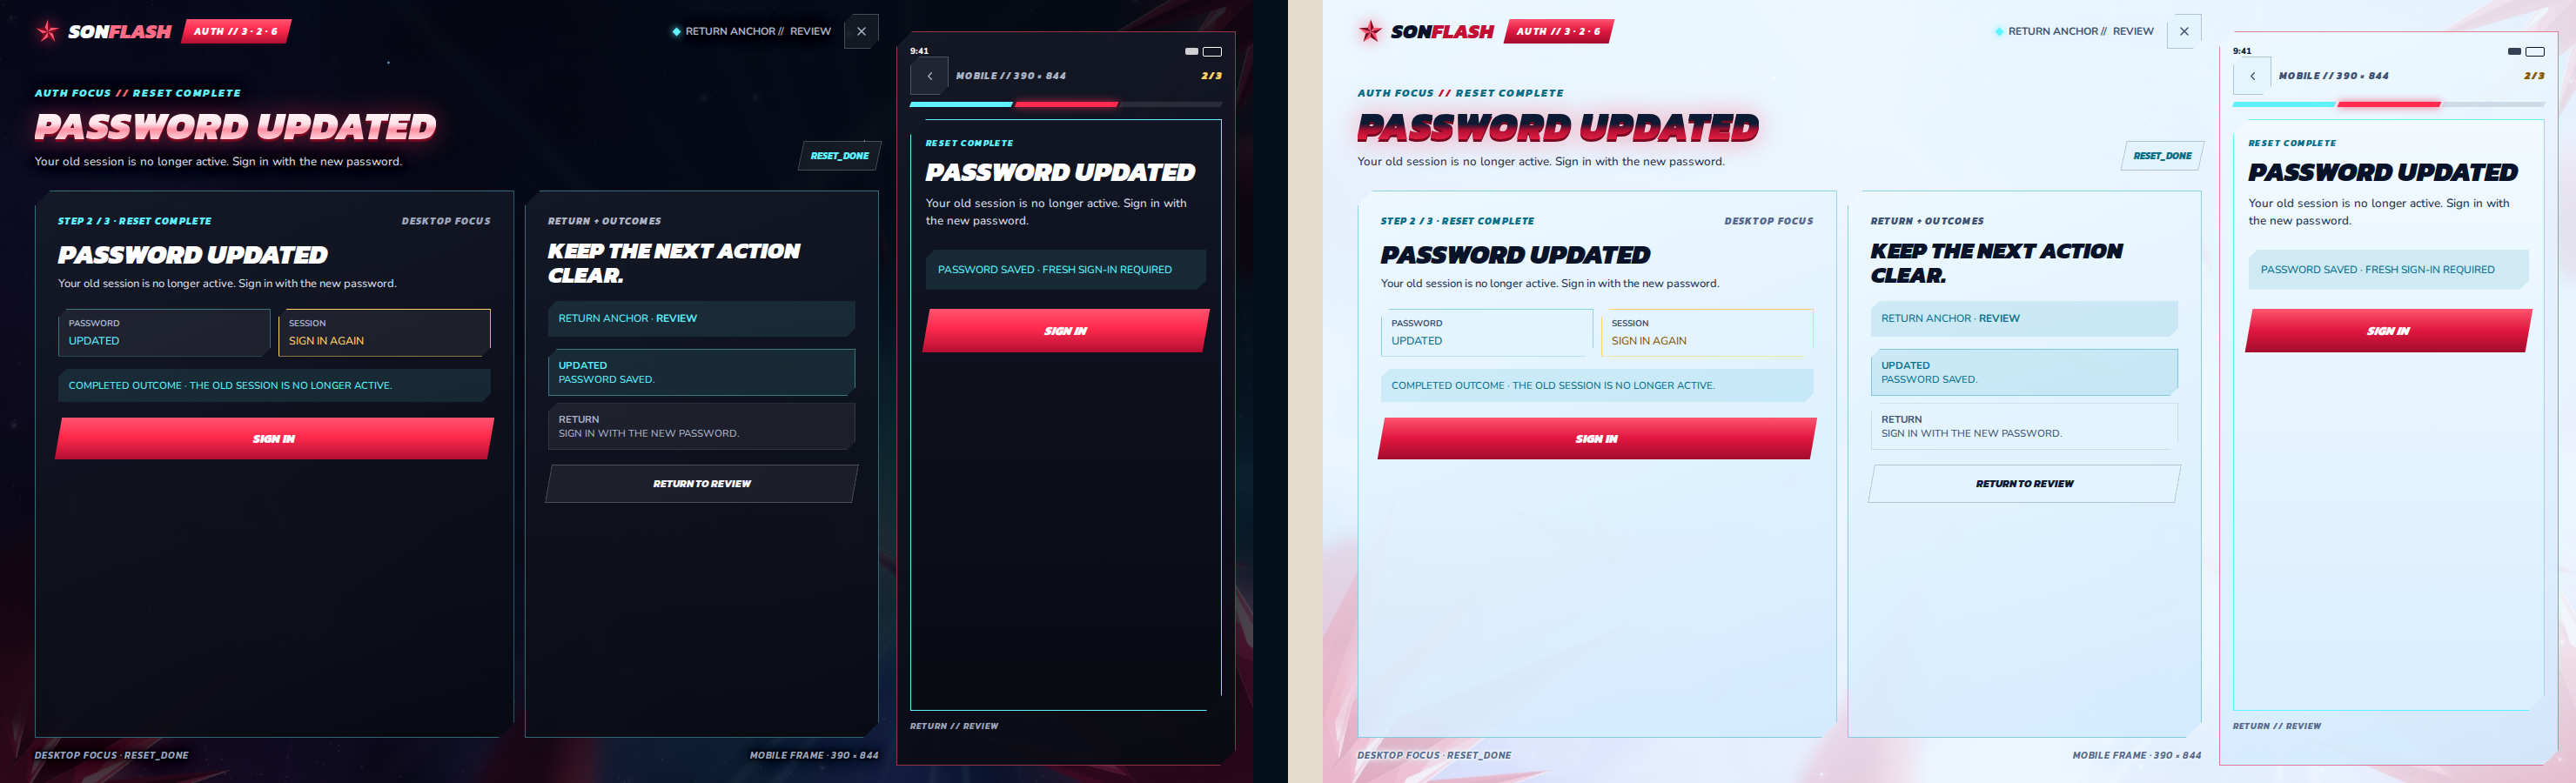 SONFLASH
AUTH // 3 · 2 · 6
RETURN ANCHOR // REVIEW
AUTH FOCUS // RESET COMPLETE
PASSWORD UPDATED
Your old session is no longer active. Sign in with the new password.
RESET_DONE
STEP 2 / 3 · RESET COMPLETE
DESKTOP FOCUS
PASSWORD UPDATED
Your old session is no longer active. Sign in with the new password.
PASSWORD
UPDATED
SESSION
SIGN IN AGAIN
COMPLETED OUTCOME · THE OLD SESSION IS NO LONGER ACTIVE.
SIGN IN
RETURN + OUTCOMES
KEEP THE NEXT ACTION
CLEAR.
RETURN ANCHOR · REVIEW
UPDATED
PASSWORD SAVED.
RETURN
SIGN IN WITH THE NEW PASSWORD.
RETURN TO REVIEW
DESKTOP FOCUS · RESET_DONE
MOBILE FRAME · 390 × 844
9:41
MOBILE // 390 × 844
2/3
RESET COMPLETE
PASSWORD UPDATED
Your old session is no longer active. Sign in with
the new password.
PASSWORD SAVED · FRESH SIGN-IN REQUIRED
SIGN IN
RETURN // REVIEW
SONFLASH
AUTH // 3 · 2 · 6
RETURN ANCHOR // REVIEW
AUTH FOCUS // RESET COMPLETE
PASSWORD UPDATED
Your old session is no longer active. Sign in with the new password.
RESET_DONE
STEP 2 / 3 · RESET COMPLETE
DESKTOP FOCUS
PASSWORD UPDATED
Your old session is no longer active. Sign in with the new password.
PASSWORD
UPDATED
SESSION
SIGN IN AGAIN
COMPLETED OUTCOME · THE OLD SESSION IS NO LONGER ACTIVE.
SIGN IN
RETURN + OUTCOMES
KEEP THE NEXT ACTION
CLEAR.
RETURN ANCHOR · REVIEW
UPDATED
PASSWORD SAVED.
RETURN
SIGN IN WITH THE NEW PASSWORD.
RETURN TO REVIEW
DESKTOP FOCUS · RESET_DONE
MOBILE FRAME · 390 × 844
9:41
MOBILE // 390 × 844
2/3
RESET COMPLETE
PASSWORD UPDATED
Your old session is no longer active. Sign in with
the new password.
PASSWORD SAVED · FRESH SIGN-IN REQUIRED
SIGN IN
RETURN // REVIEW